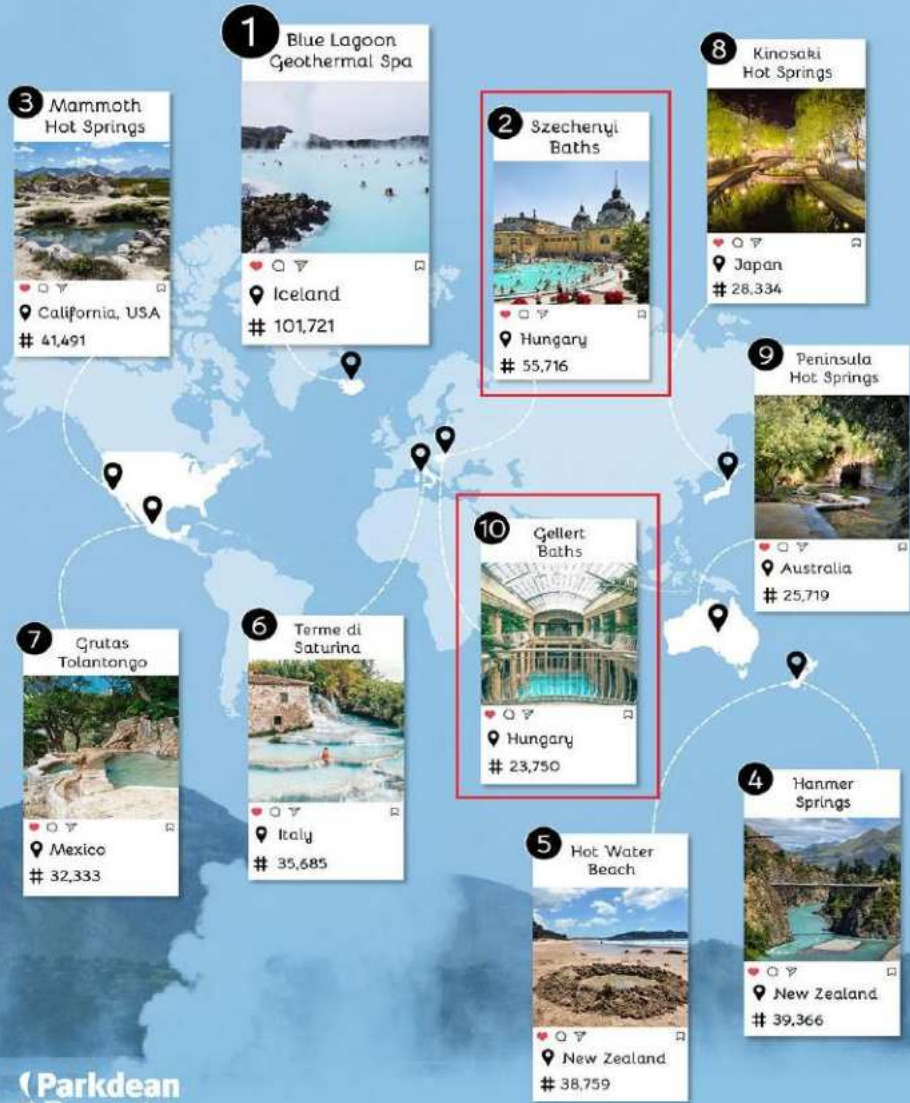 1
Blue Lagoon
Geothermal Spa
Iceland
# 101,721
2
Szechenyi
Baths
Hungary
# 55,716
3
Mammoth
Hot Springs
California, USA
# 41,491
4
Hanmer
Springs
New Zealand
# 39,366
5
Hot Water
Beach
New Zealand
# 38,759
6
Terme di
Saturina
Italy
# 35,685
7
Grutas
Tolantongo
Mexico
# 32,333
8
Kinosaki
Hot Springs
Japan
# 28,334
9
Peninsula
Hot Springs
Australia
# 25,719
10
Gellert
Baths
Hungary
# 23,750
Parkdean